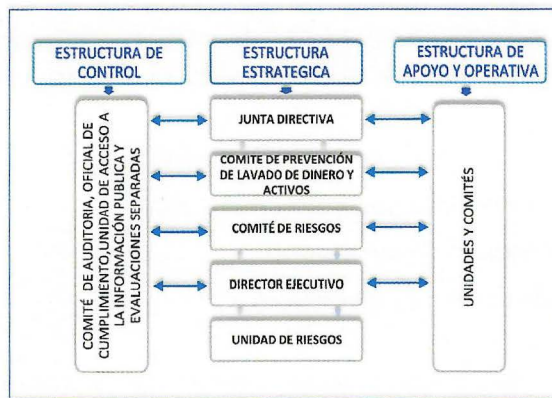 ESTRUCTURA DE
CONTROL
ESTRUCTURA
ESTRATEGICA
ESTRUCTURA DE
APOYO Y OPERATIVA
COMITÉ DE AUDITORIA, OFICIAL DE
CUMPLIMIENTO,UNIDAD DE ACCESO A
LA INFORMACIÓN PUBLICA Y
EVALUACIONES SEPARADAS
JUNTA DIRECTIVA
COMITE DE PREVENCIÓN
DE LAVADO DE DINERO Y
ACTIVOS
COMITÉ DE RIESGOS
DIRECTOR EJECUTIVO
UNIDAD DE RIESGOS
UNIDADES Y COMITÉS